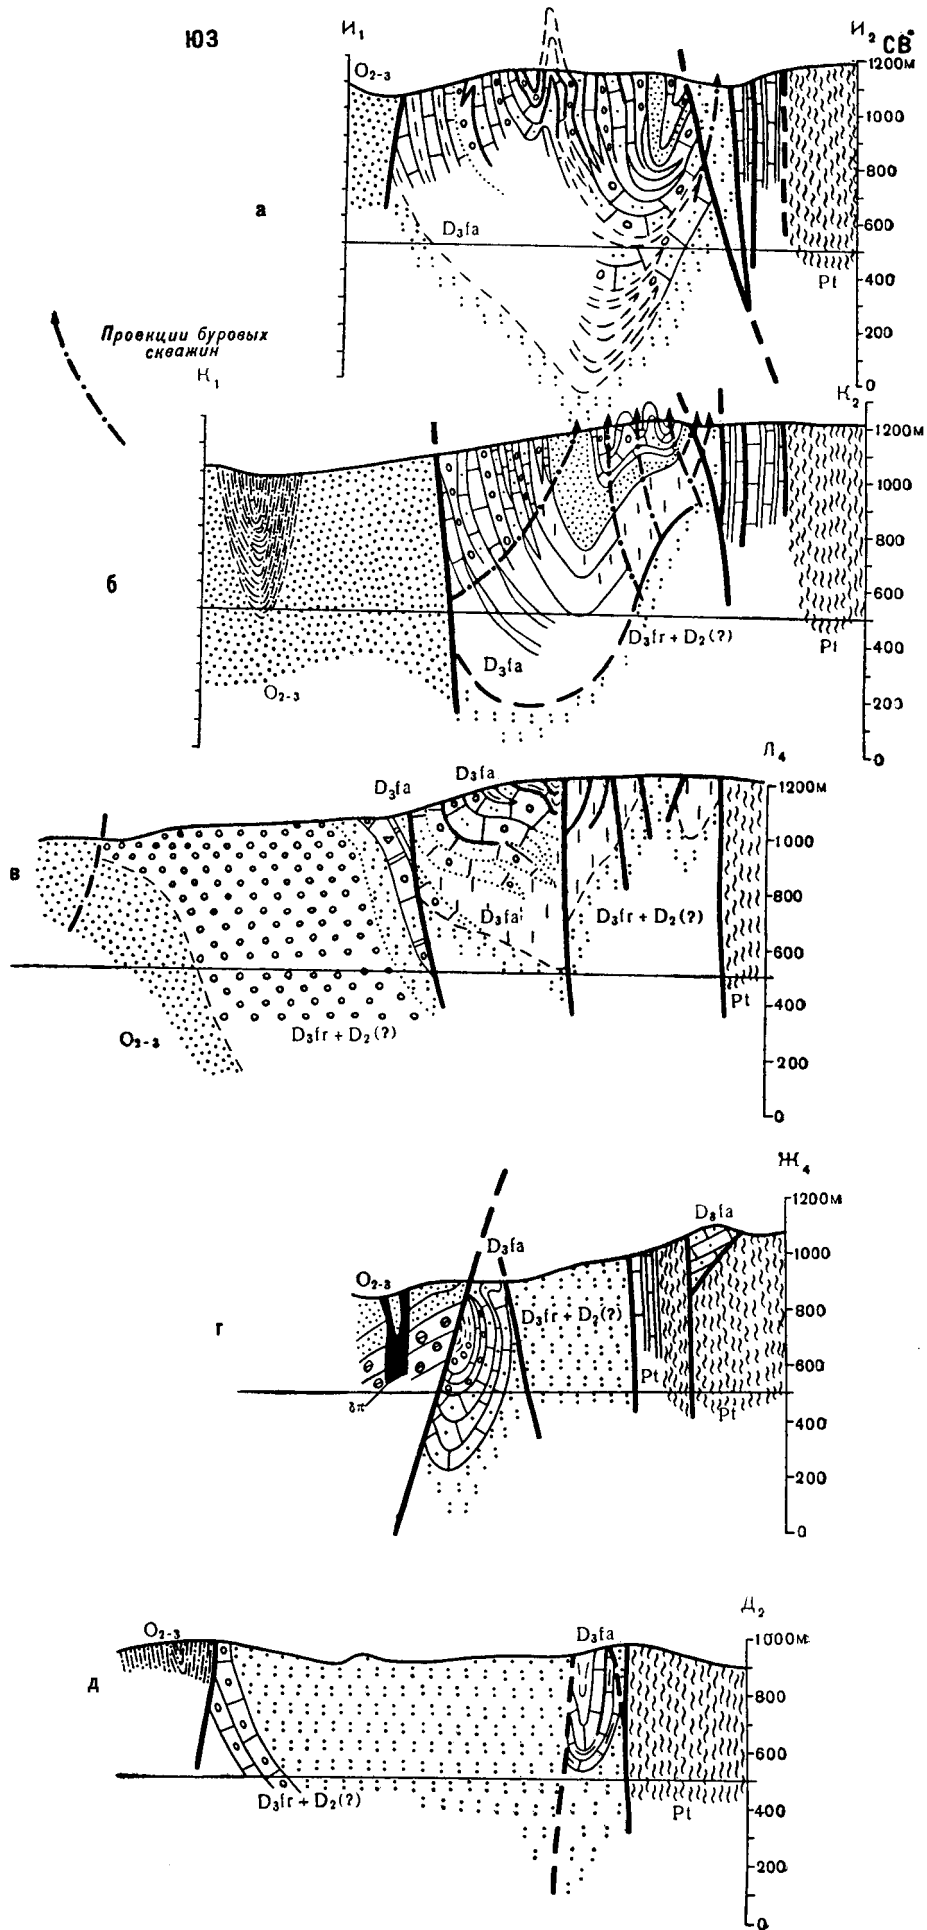 ЮЗ
И₁
И₂
СВ
O₂₋₃
1200м
1000
800
600
400
200
0
а
D₃fa
Pt
Проекции буровых
скважин
К₁
К₂
1200м
1000
800
600
400
200
0
б
D₃fr + D₂(?)
D₃fa
Pt
O₂₋₃
Л₄
D₃fa
D₃fa
1200м
1000
800
600
400
200
0
в
D₃fa
D₃fr + D₂(?)
Pt
O₂₋₃
D₃fr + D₂(?)
Ж₄
1200м
1000
800
600
400
200
0
D₃fa
D₃fa
O₂₋₃
г
D₃fr + D₂(?)
Pt
Pt
δπ
Д₂
O₂₋₃
D₃fa
1000м
800
600
400
200
0
д
D₃fr + D₂(?)
Pt